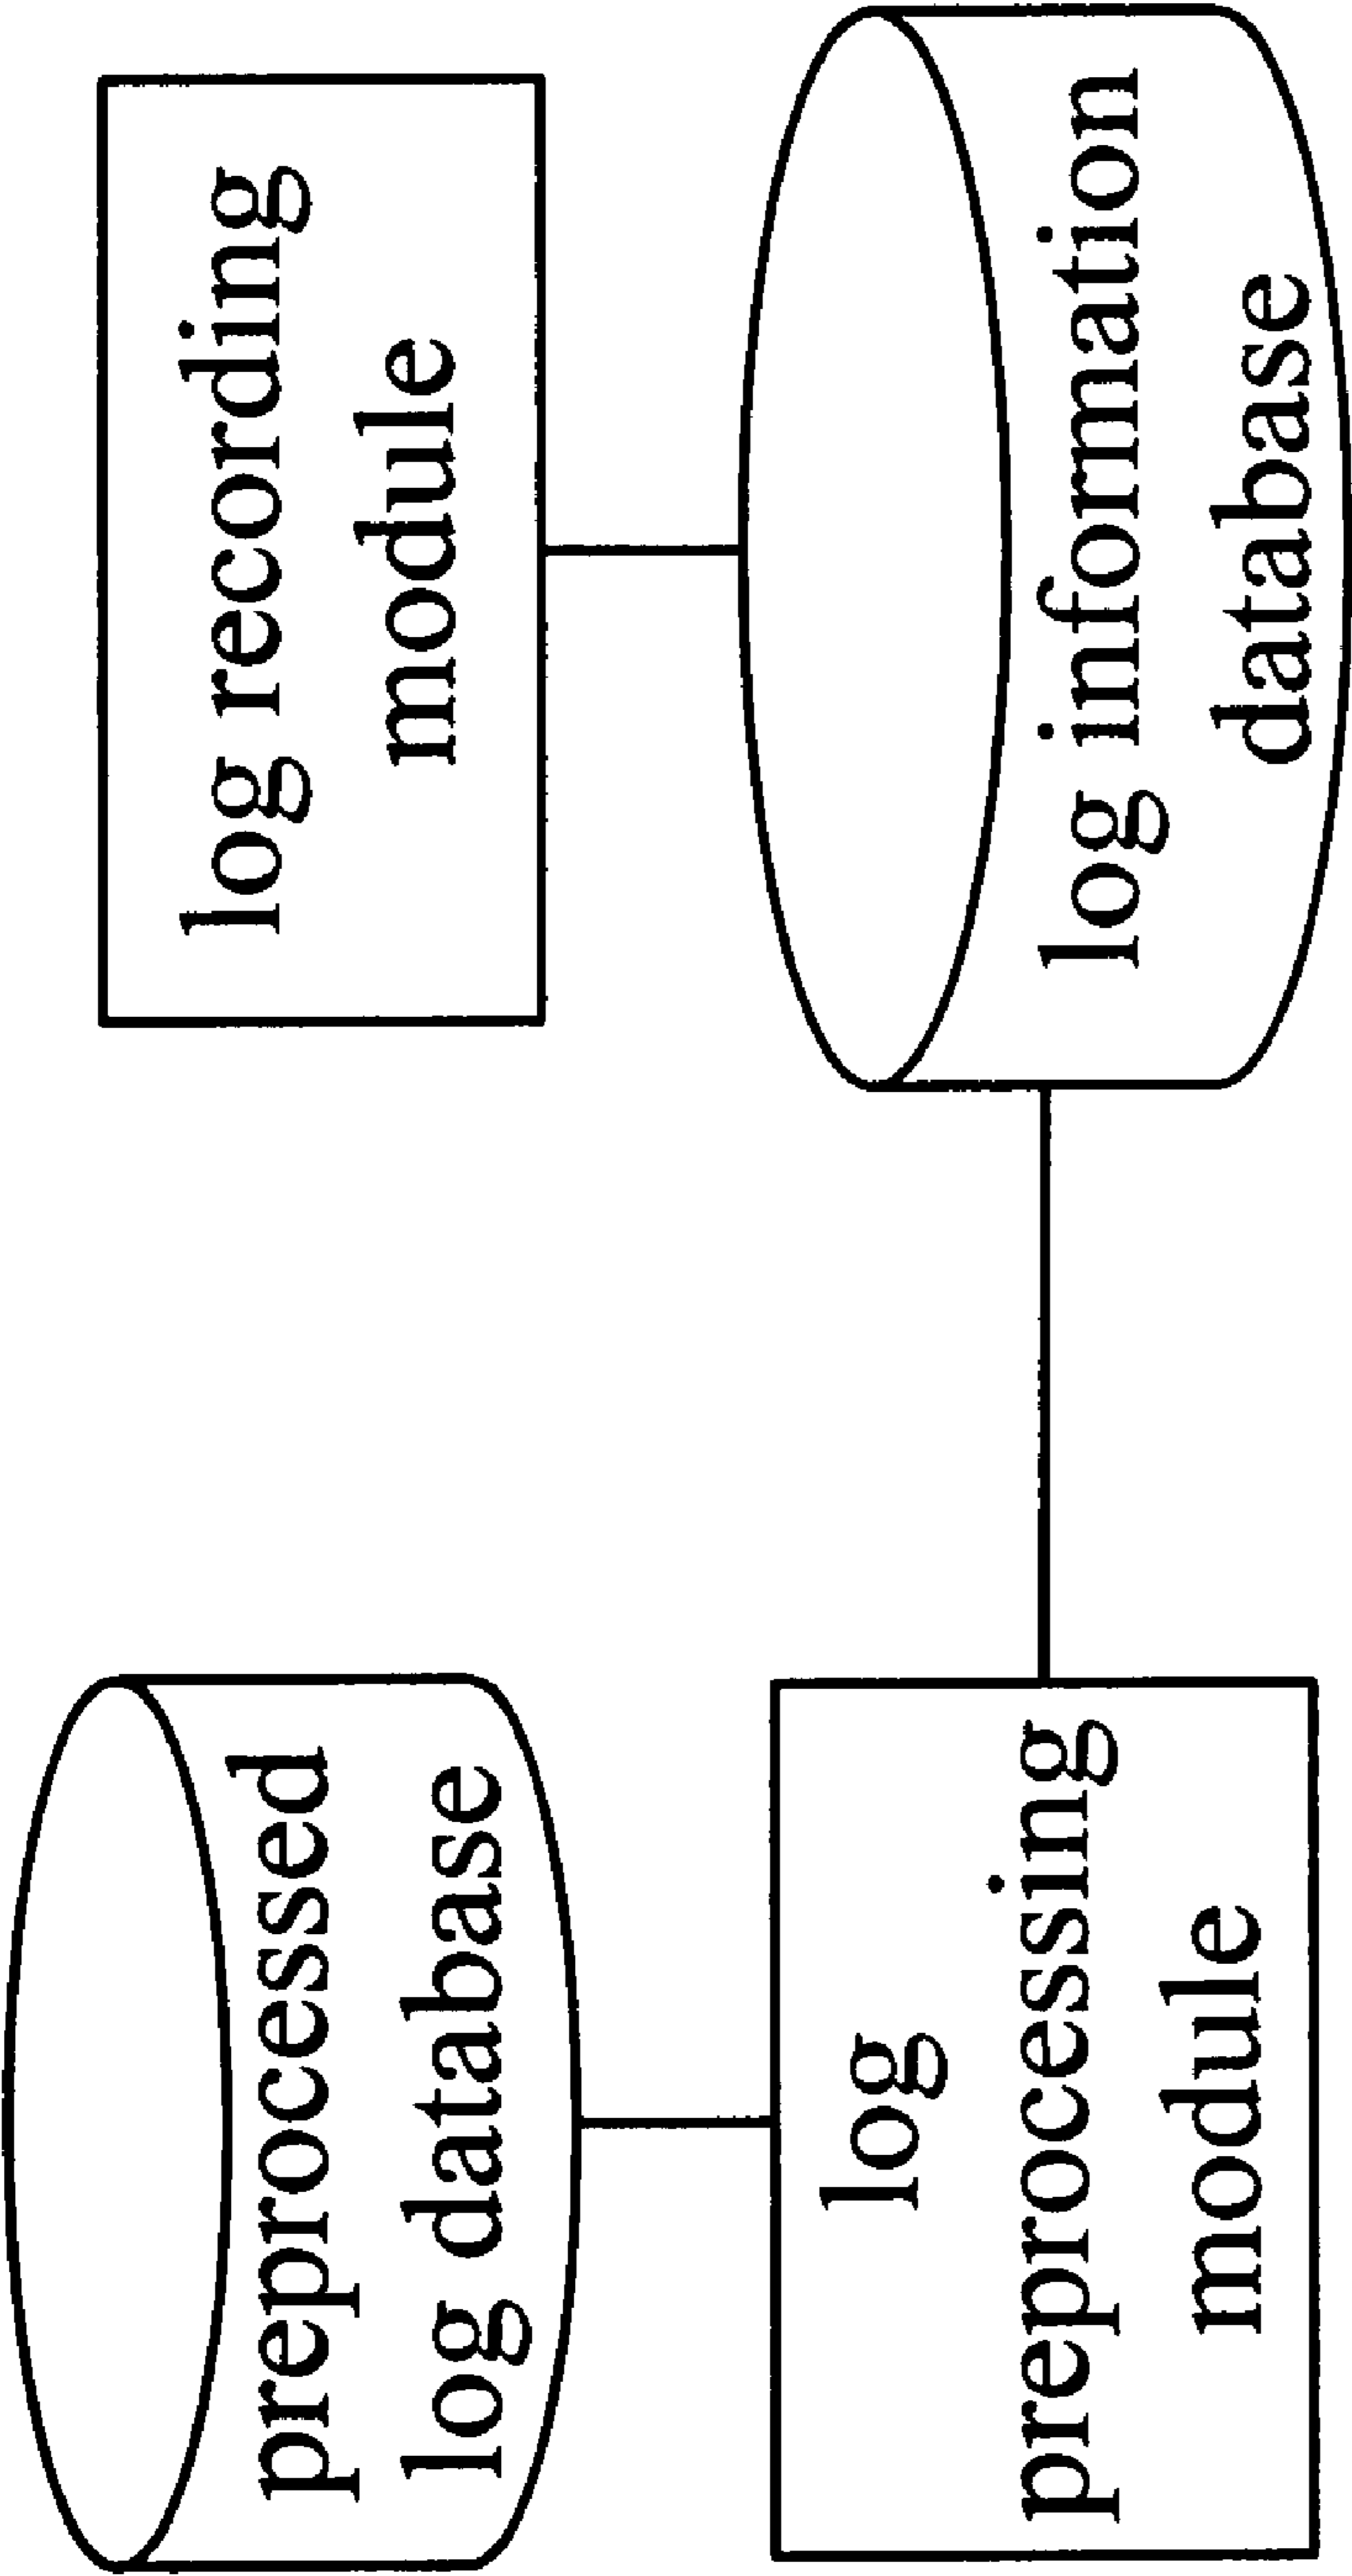 preprocessed
log database
log recording
module
log
preprocessing
module
log information
database